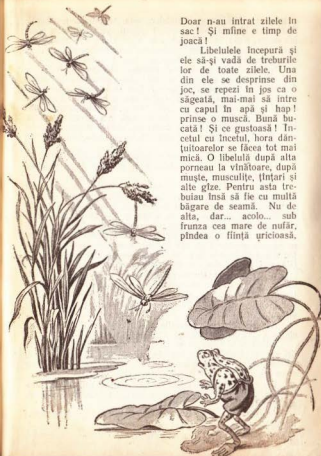 Doar n-au intrat zilele în
sac ! Și mîine e timp de
joacă !
Libelulele începură și
ele să-și vadă de treburile
lor de toate zilele. Una
din ele se desprinse din
joc, se repezi în jos ca o
săgeată, mai-mai să intre
cu capul în apă și hap !
prinse o muscă. Bună bu-
cată ! Și ce gustoasă ! În-
cetul cu încetul, hora dăn-
țuitoarelor se făcea tot mai
mică. O libelulă după alta
porneau la vînătoare, după
muște, musculițe, țînțari și
alte gîze. Pentru asta tre-
buiau însă să fie cu multă
băgare de seamă. Nu de
alta, dar... acolo... sub
frunza cea mare de nufăr,
pîndea o ființă uricioasă,